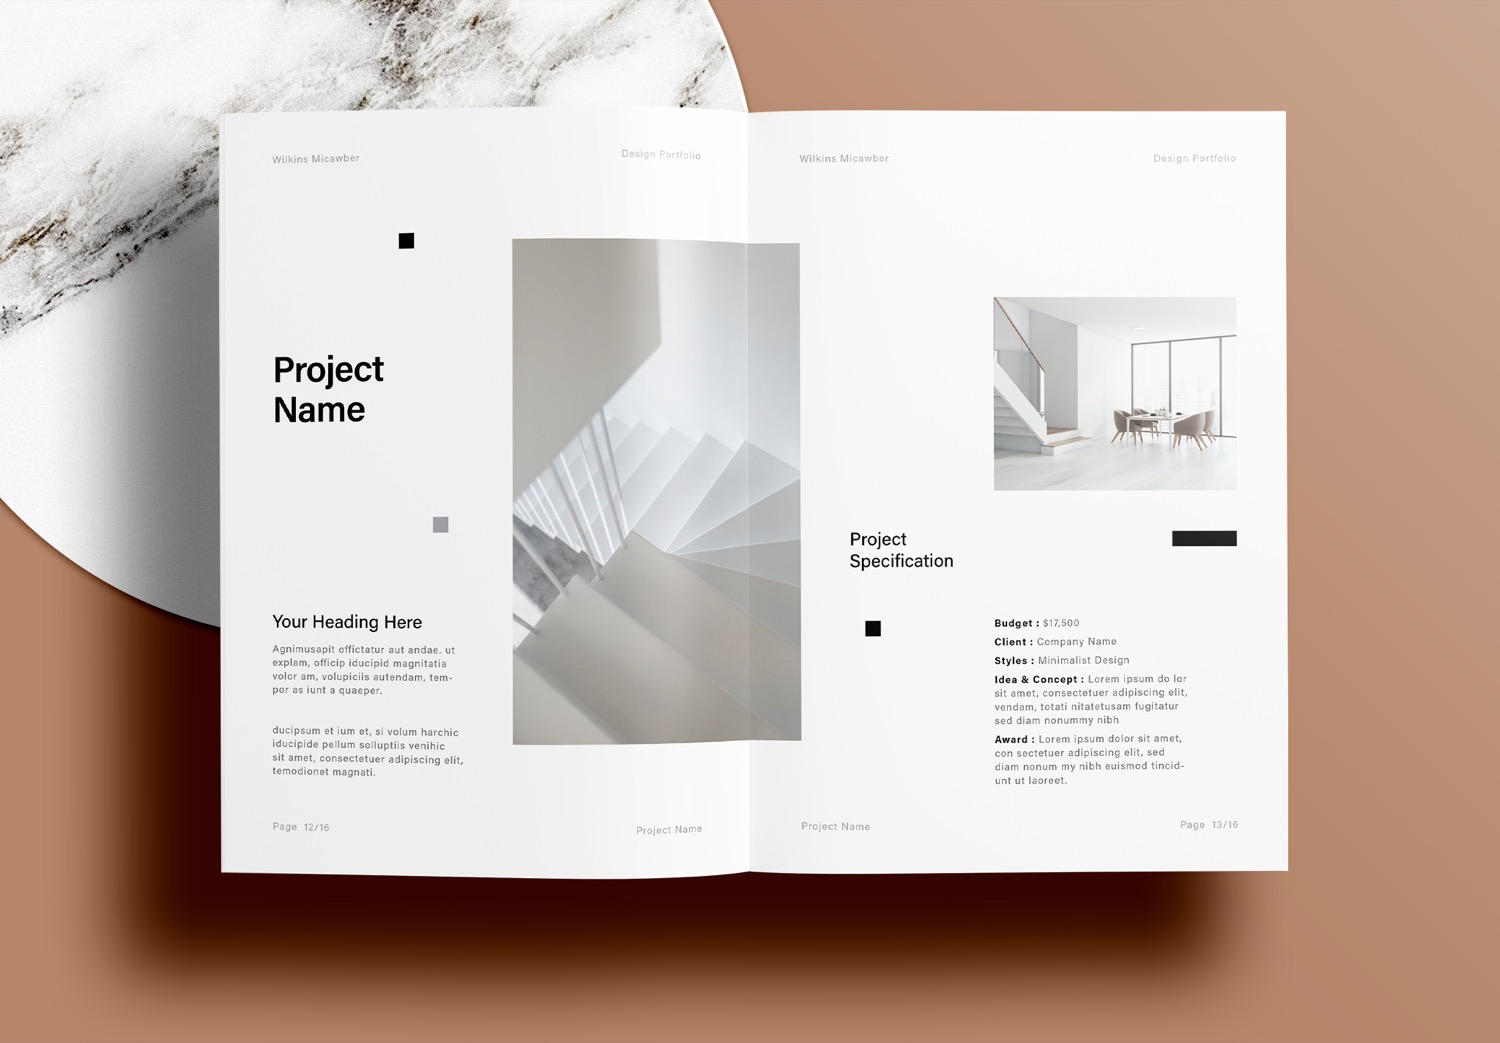 Wilkins Micawber
Design Portfolio
Project
Name
Your Heading Here
Agnimusapit offictatur aut andae. ut
explam, officip iducipid magnitatia
volor am, volupiciis autendam, tem-
por as iunt a quaeper.
ducipsum et ium et, si volum harchic
iducipide pellum solluptiis venihic
sit amet, consectetuer adipiscing elit,
temodionet magnati.
Page 12/16
Project Name
Wilkins Micawber
Design Portfolio
Project
Specification
Budget : $17,500
Client : Company Name
Styles : Minimalist Design
Idea & Concept : Lorem ipsum do lor
sit amet, consectetuer adipiscing elit,
vendam, totati nitatetusam fugitatur
sed diam nonummy nibh
Award : Lorem ipsum dolor sit amet,
con sectetuer adipiscing elit, sed
diam nonum my nibh euismod tincid-
unt ut laoreet.
Project Name
Page 13/16